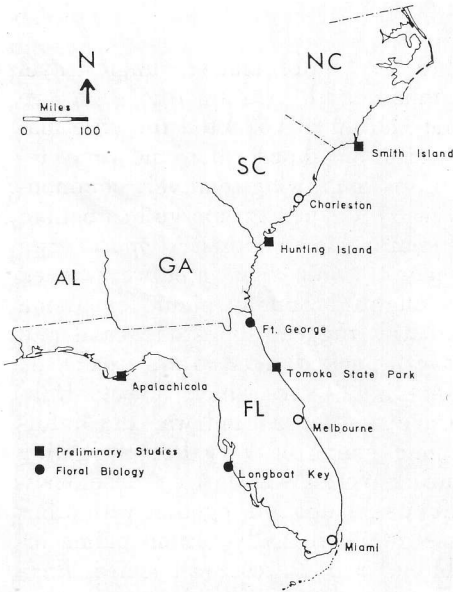 N
NC
Miles
0 100
Smith Island
SC
Charleston
Hunting Island
AL
GA
Ft. George
Tomoka State Park
Apalachicola
FL
Melbourne
Preliminary Studies
Floral Biology
Longboat Key
Miami